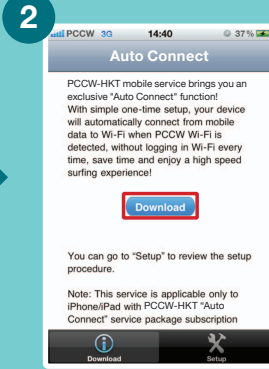 2
PCCW 3G 14:40 37%
Auto Connect
PCCW-HKT mobile service brings you an
exclusive "Auto Connect" function!
With simple one-time setup, your device
will automatically connect from mobile
data to Wi-Fi when PCCW Wi-Fi is
detected, without logging in Wi-Fi every
time, save time and enjoy a high speed
surfing experience!
Download
You can go to "Setup" to review the setup
procedure.
Note: This service is applicable only to
iPhone/iPad with PCCW-HKT "Auto
Connect" service package subscription
Download Setup